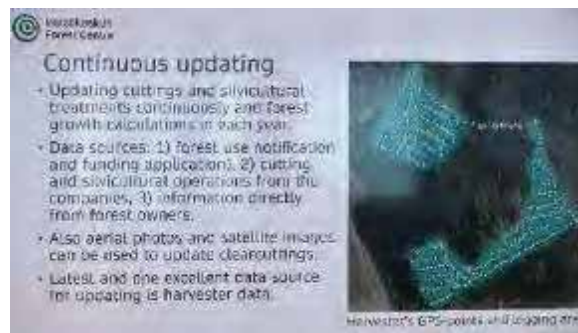 Metsäkeskus
Forest Centre
Continuous updating
• Updating cuttings and silvicultural
treatments continuously and forest
growth calculations in each year.
• Data sources: 1) forest use notification
and funding applications, 2) cutting
and silvicultural operations from the
companies, 3) information directly
from forest owners.
• Also aerial photos and satellite images
can be used to update clearcuttings.
• Latest and one excellent data source
for updating is harvester data.
Harvester's GPS-points and logging are